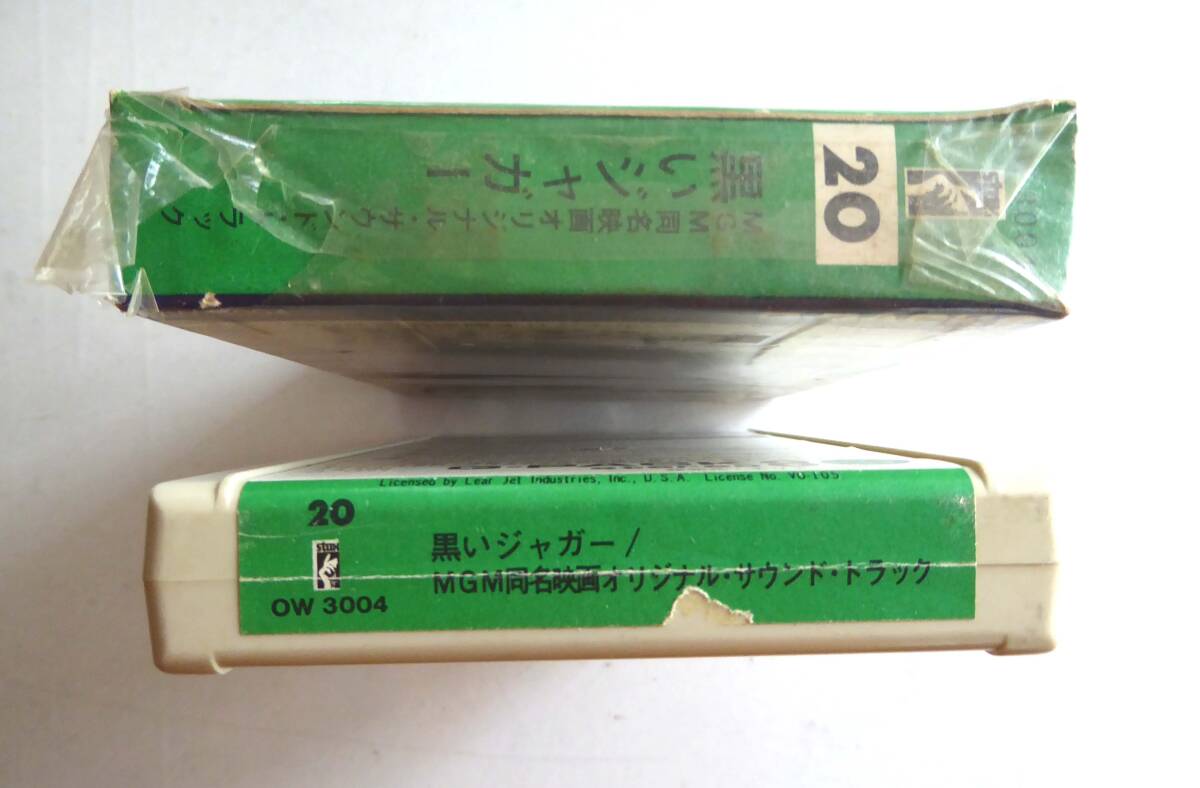 20
黒いジャガー
MGM同名映画オリジナル・サウンド・トラック
Licensed by Lear Jet Industries, Inc., U.S.A. License No. VO-105
20
stax
黒いジャガー/
MGM同名映画オリジナル・サウンド・トラック
OW 3004